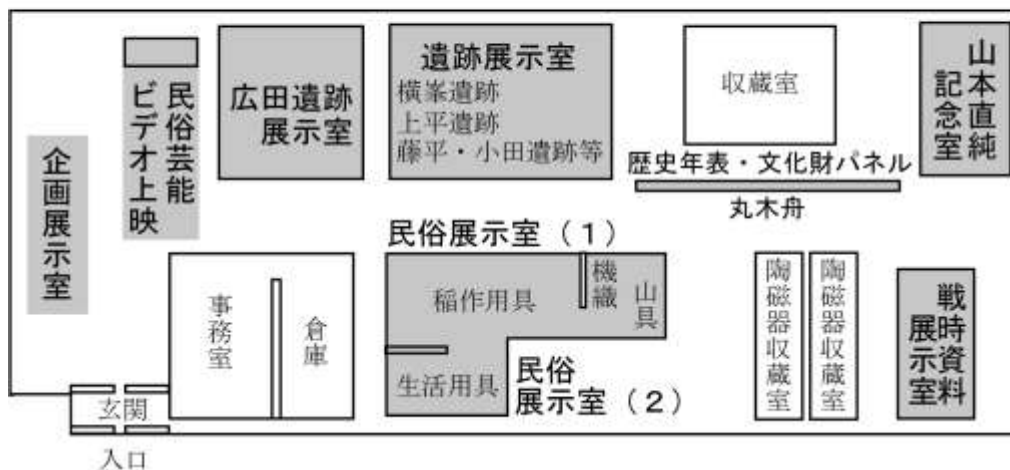 民俗芸能
ビデオ上映
広田遺跡
展示室
遺跡展示室
横峯遺跡
上平遺跡
藤平・小田遺跡等
収蔵室
山本直純
記念室
企画展示室
歴史年表・文化財パネル
丸木舟
民俗展示室（1）
稲作用具
機織
山具
生活用具
民俗
展示室（2）
事務室
倉庫
陶磁器収蔵室
陶磁器収蔵室
戦時資料
展示室
玄関
入口